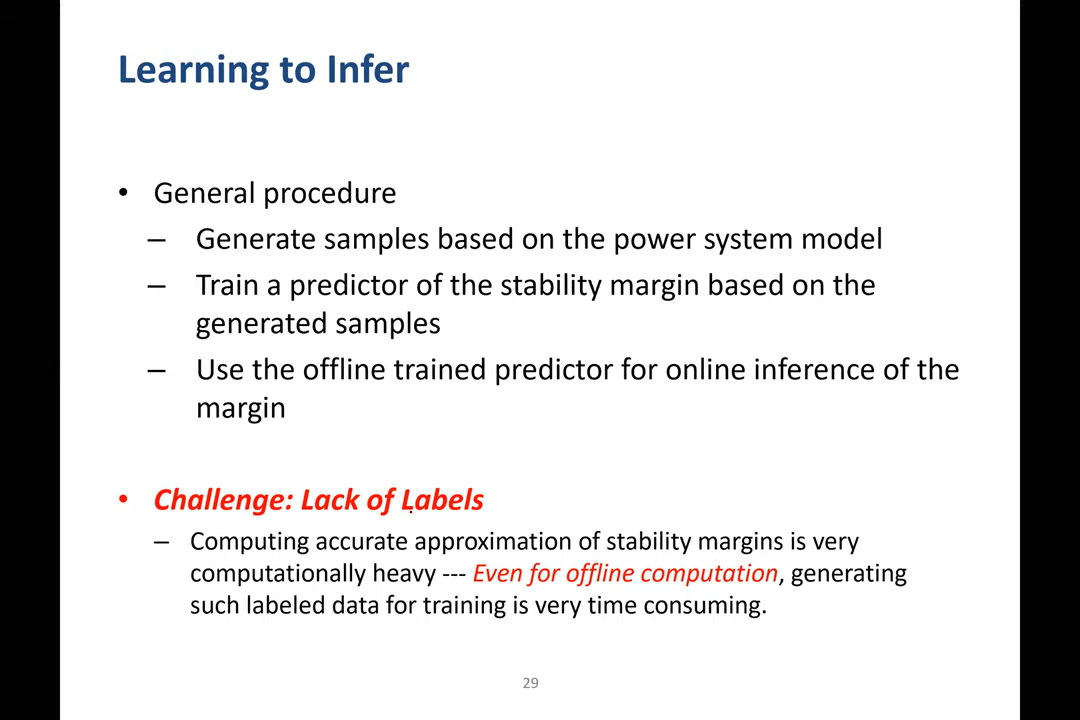 Learning to Infer
• General procedure
– Generate samples based on the power system model
– Train a predictor of the stability margin based on the
generated samples
– Use the offline trained predictor for online inference of the
margin
• Challenge: Lack of Labels
– Computing accurate approximation of stability margins is very
computationally heavy --- Even for offline computation, generating
such labeled data for training is very time consuming.
29